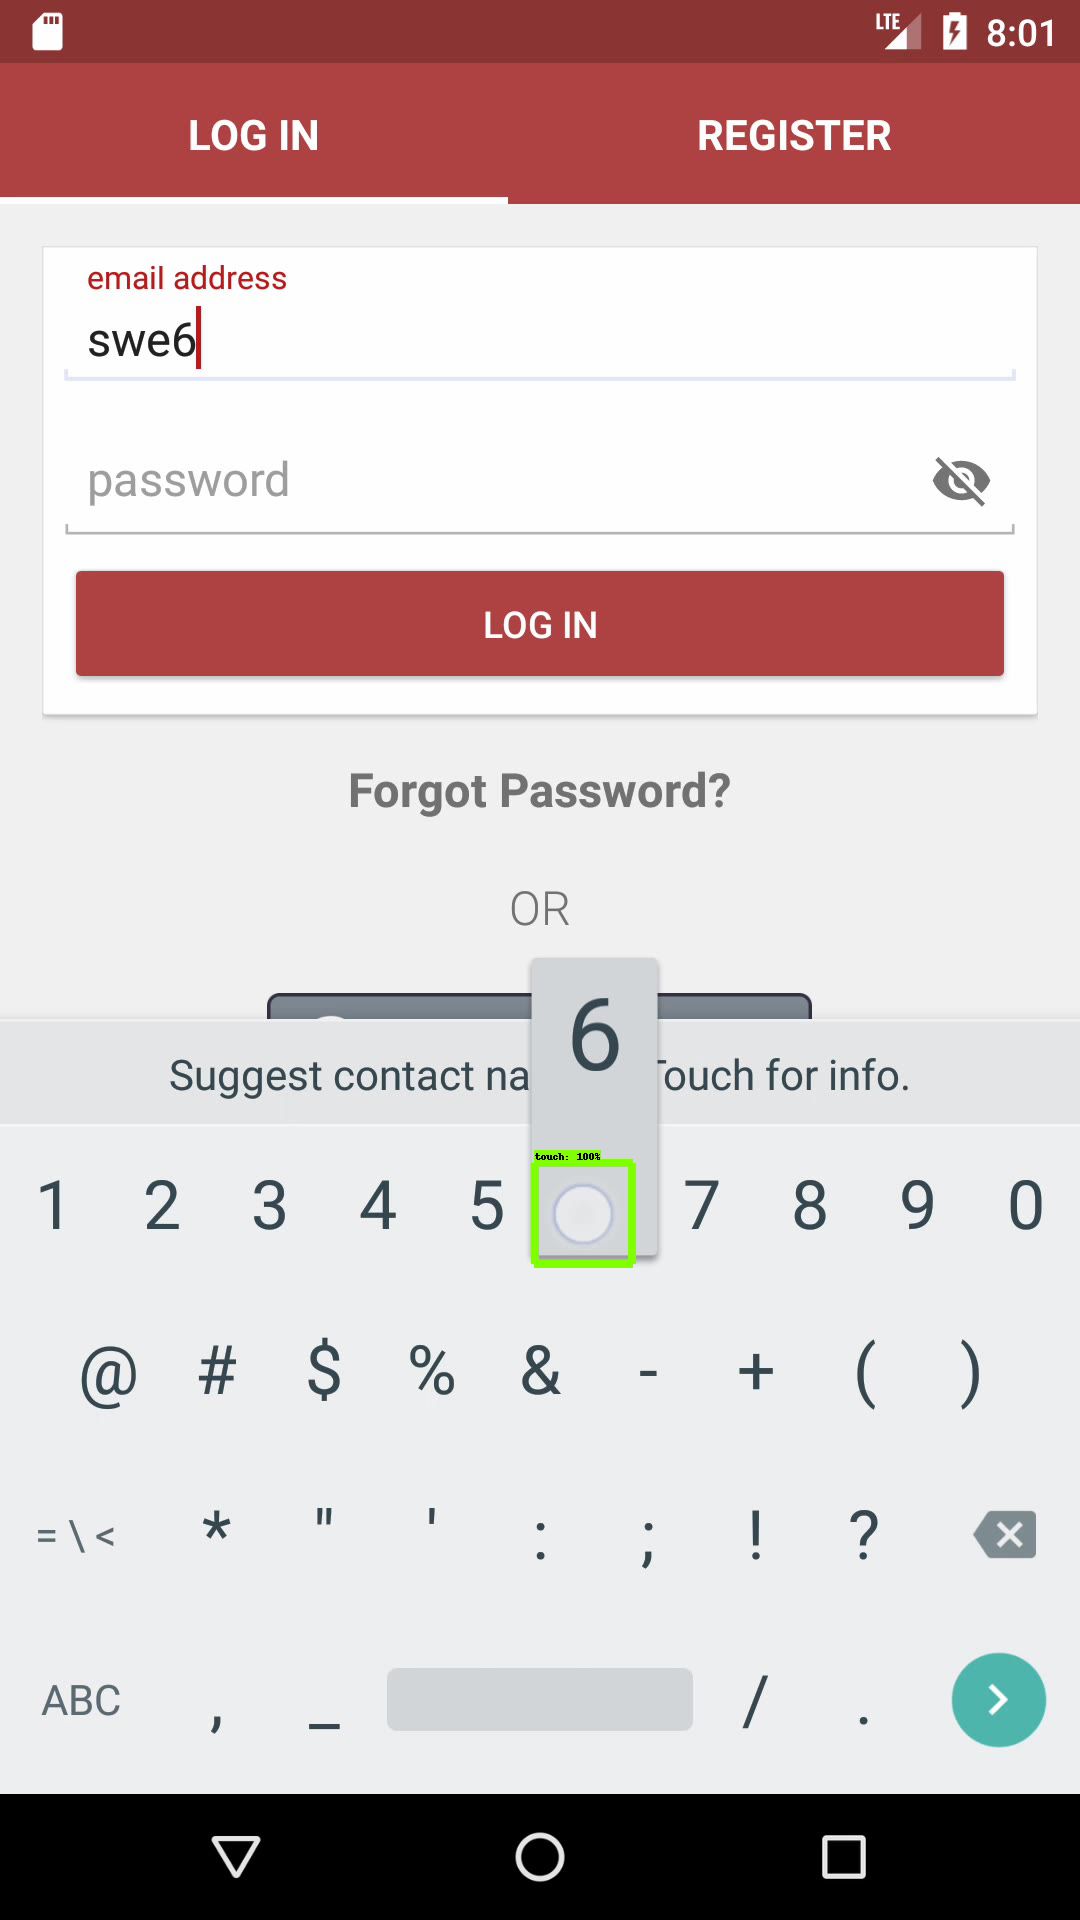 LTE 8:01
LOG IN REGISTER
email address
swe6
password
LOG IN
Forgot Password?
OR
6
Suggest contact na Touch for info.
touch: 100%
1 2 3 4 5 7 8 9 0
@ # $ % & - + ( )
= \ < * " ' : ; ! ?
ABC , _ / .